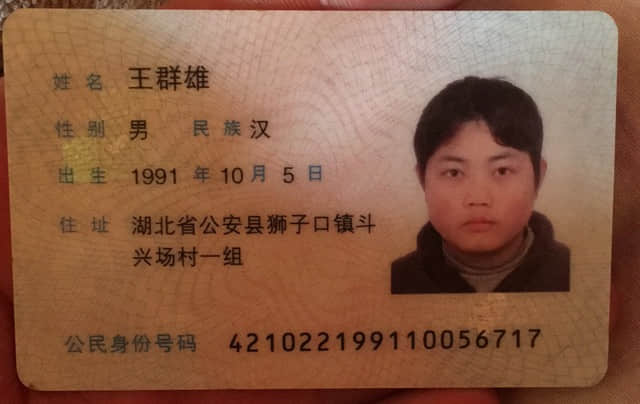 姓名 王群雄
性别 男 民族 汉
出生 1991 年 10 月 5 日
住址 湖北省公安县狮子口镇斗
兴场村一组
公民身份号码 421022199110056717